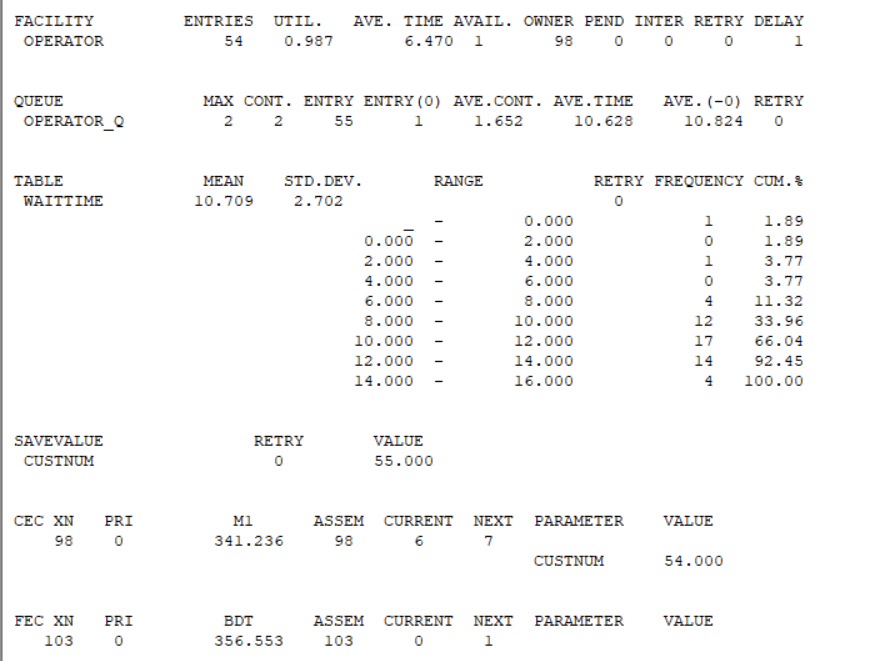 FACILITY ENTRIES UTIL. AVE. TIME AVAIL. OWNER PEND INTER RETRY DELAY
OPERATOR 54 0.987 6.470 1 98 0 0 0 1
QUEUE MAX CONT. ENTRY ENTRY(0) AVE.CONT. AVE.TIME AVE.(-0) RETRY
OPERATOR_Q 2 2 55 1 1.652 10.628 10.824 0
TABLE MEAN STD.DEV. RANGE RETRY FREQUENCY CUM.%
WAITTIME 10.709 2.702 0
_ - 0.000 1 1.89
0.000 - 2.000 0 1.89
2.000 - 4.000 1 3.77
4.000 - 6.000 0 3.77
6.000 - 8.000 4 11.32
8.000 - 10.000 12 33.96
10.000 - 12.000 17 66.04
12.000 - 14.000 14 92.45
14.000 - 16.000 4 100.00
SAVEVALUE RETRY VALUE
CUSTNUM 0 55.000
CEC XN PRI M1 ASSEM CURRENT NEXT PARAMETER VALUE
98 0 341.236 98 6 7
CUSTNUM 54.000
FEC XN PRI BDT ASSEM CURRENT NEXT PARAMETER VALUE
103 0 356.553 103 0 1